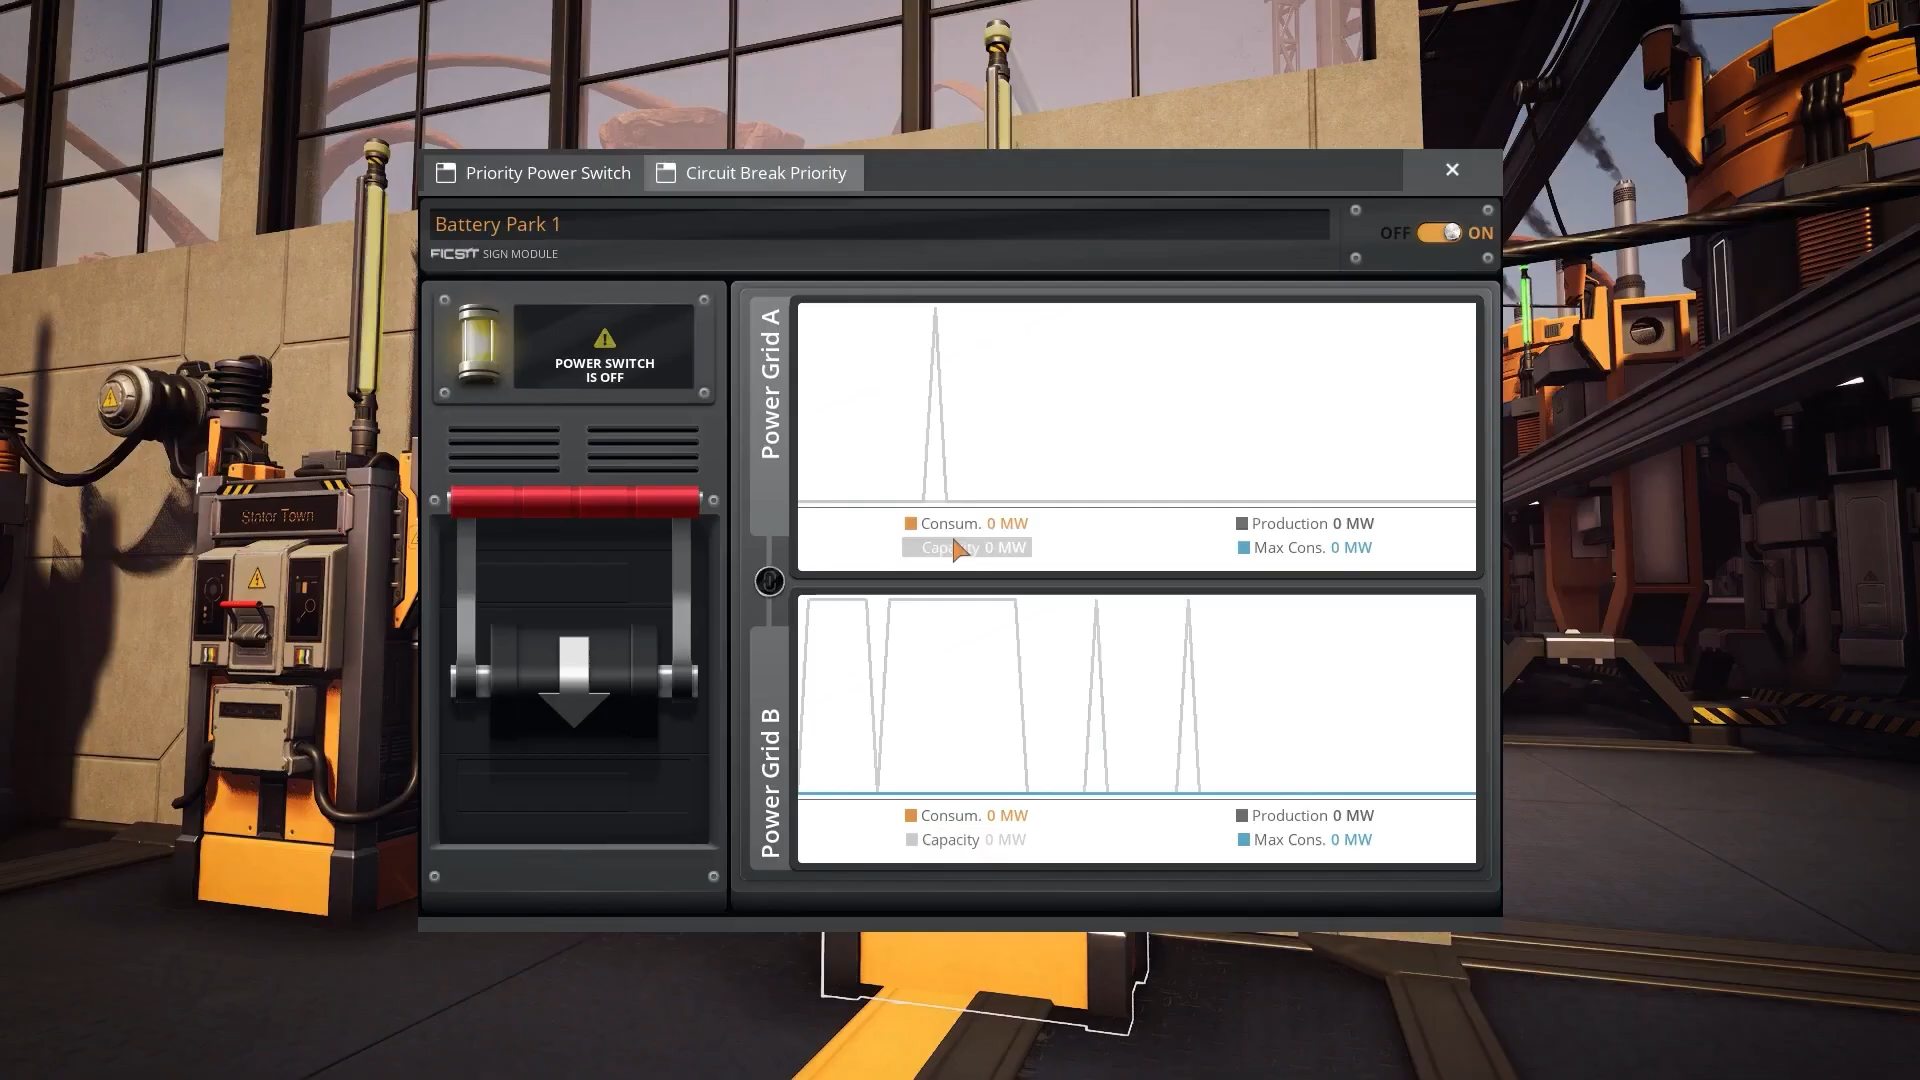 Priority Power Switch
Circuit Break Priority
Battery Park 1
FICSIT SIGN MODULE
OFF
ON
POWER SWITCH
IS OFF
Power Grid A
Consum. 0 MW
Production 0 MW
Capacity 0 MW
Max Cons. 0 MW
Power Grid B
Consum. 0 MW
Production 0 MW
Capacity 0 MW
Max Cons. 0 MW
Stator Town